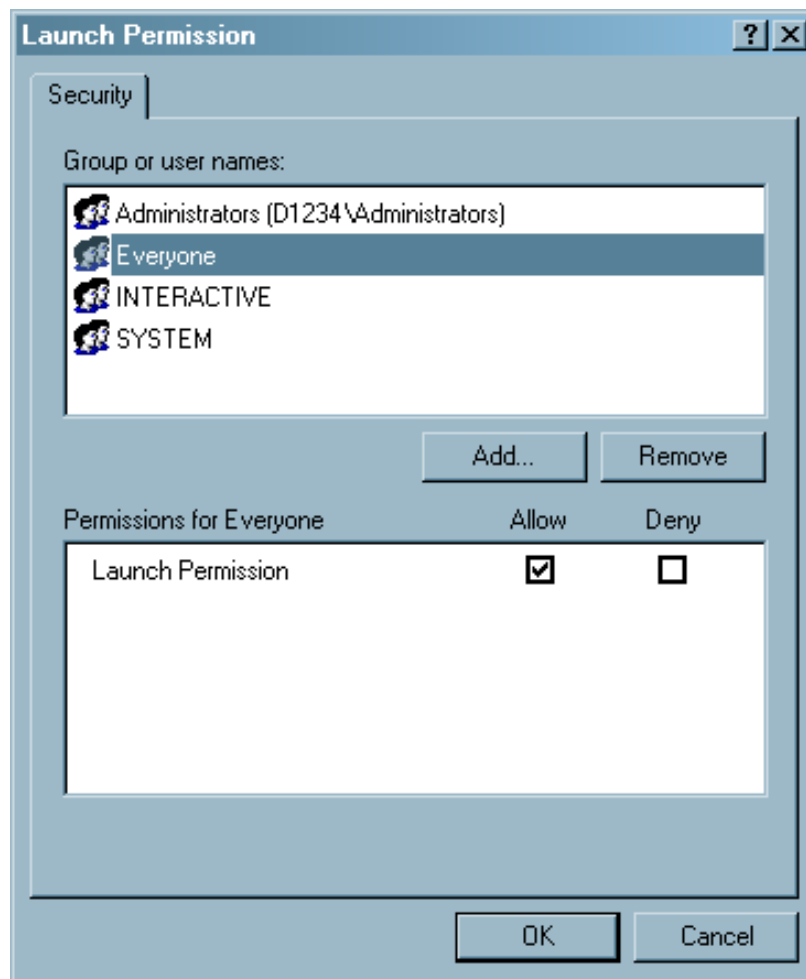 Launch Permission
Security
Group or user names:
Administrators (D1234\Administrators)
Everyone
INTERACTIVE
SYSTEM
Add... Remove
Permissions for Everyone Allow Deny
Launch Permission
OK Cancel